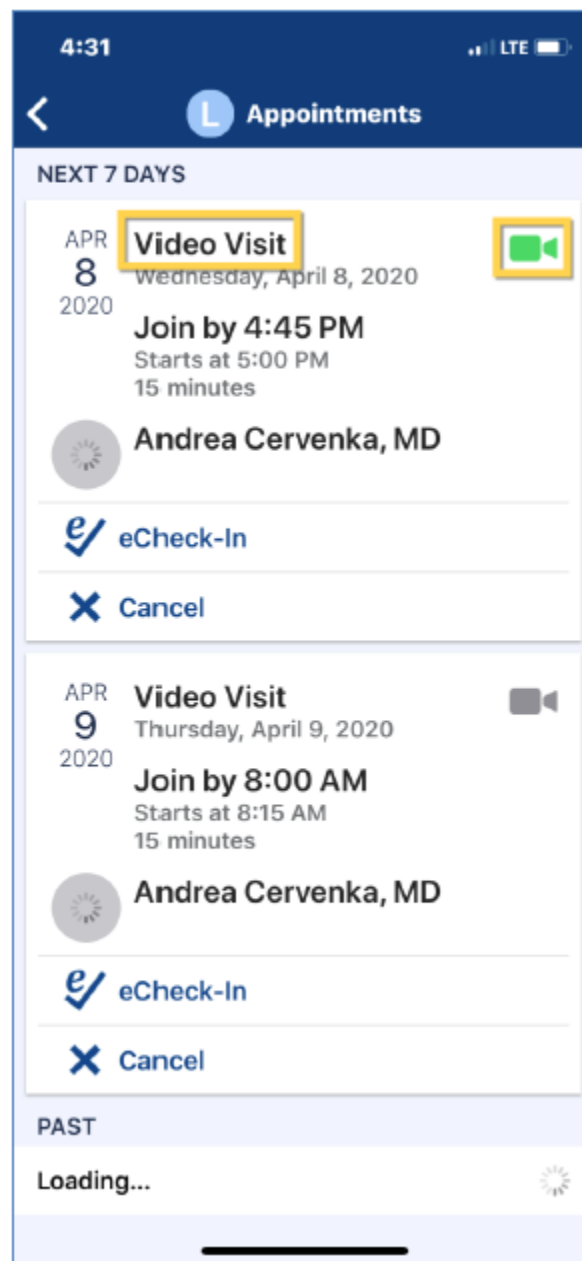 4:31 LTE
L Appointments
NEXT 7 DAYS
APR
8
2020
Video Visit
Wednesday, April 8, 2020
Join by 4:45 PM
Starts at 5:00 PM
15 minutes
Andrea Cervenka, MD
eCheck-In
Cancel
APR
9
2020
Video Visit
Thursday, April 9, 2020
Join by 8:00 AM
Starts at 8:15 AM
15 minutes
Andrea Cervenka, MD
eCheck-In
Cancel
PAST
Loading...